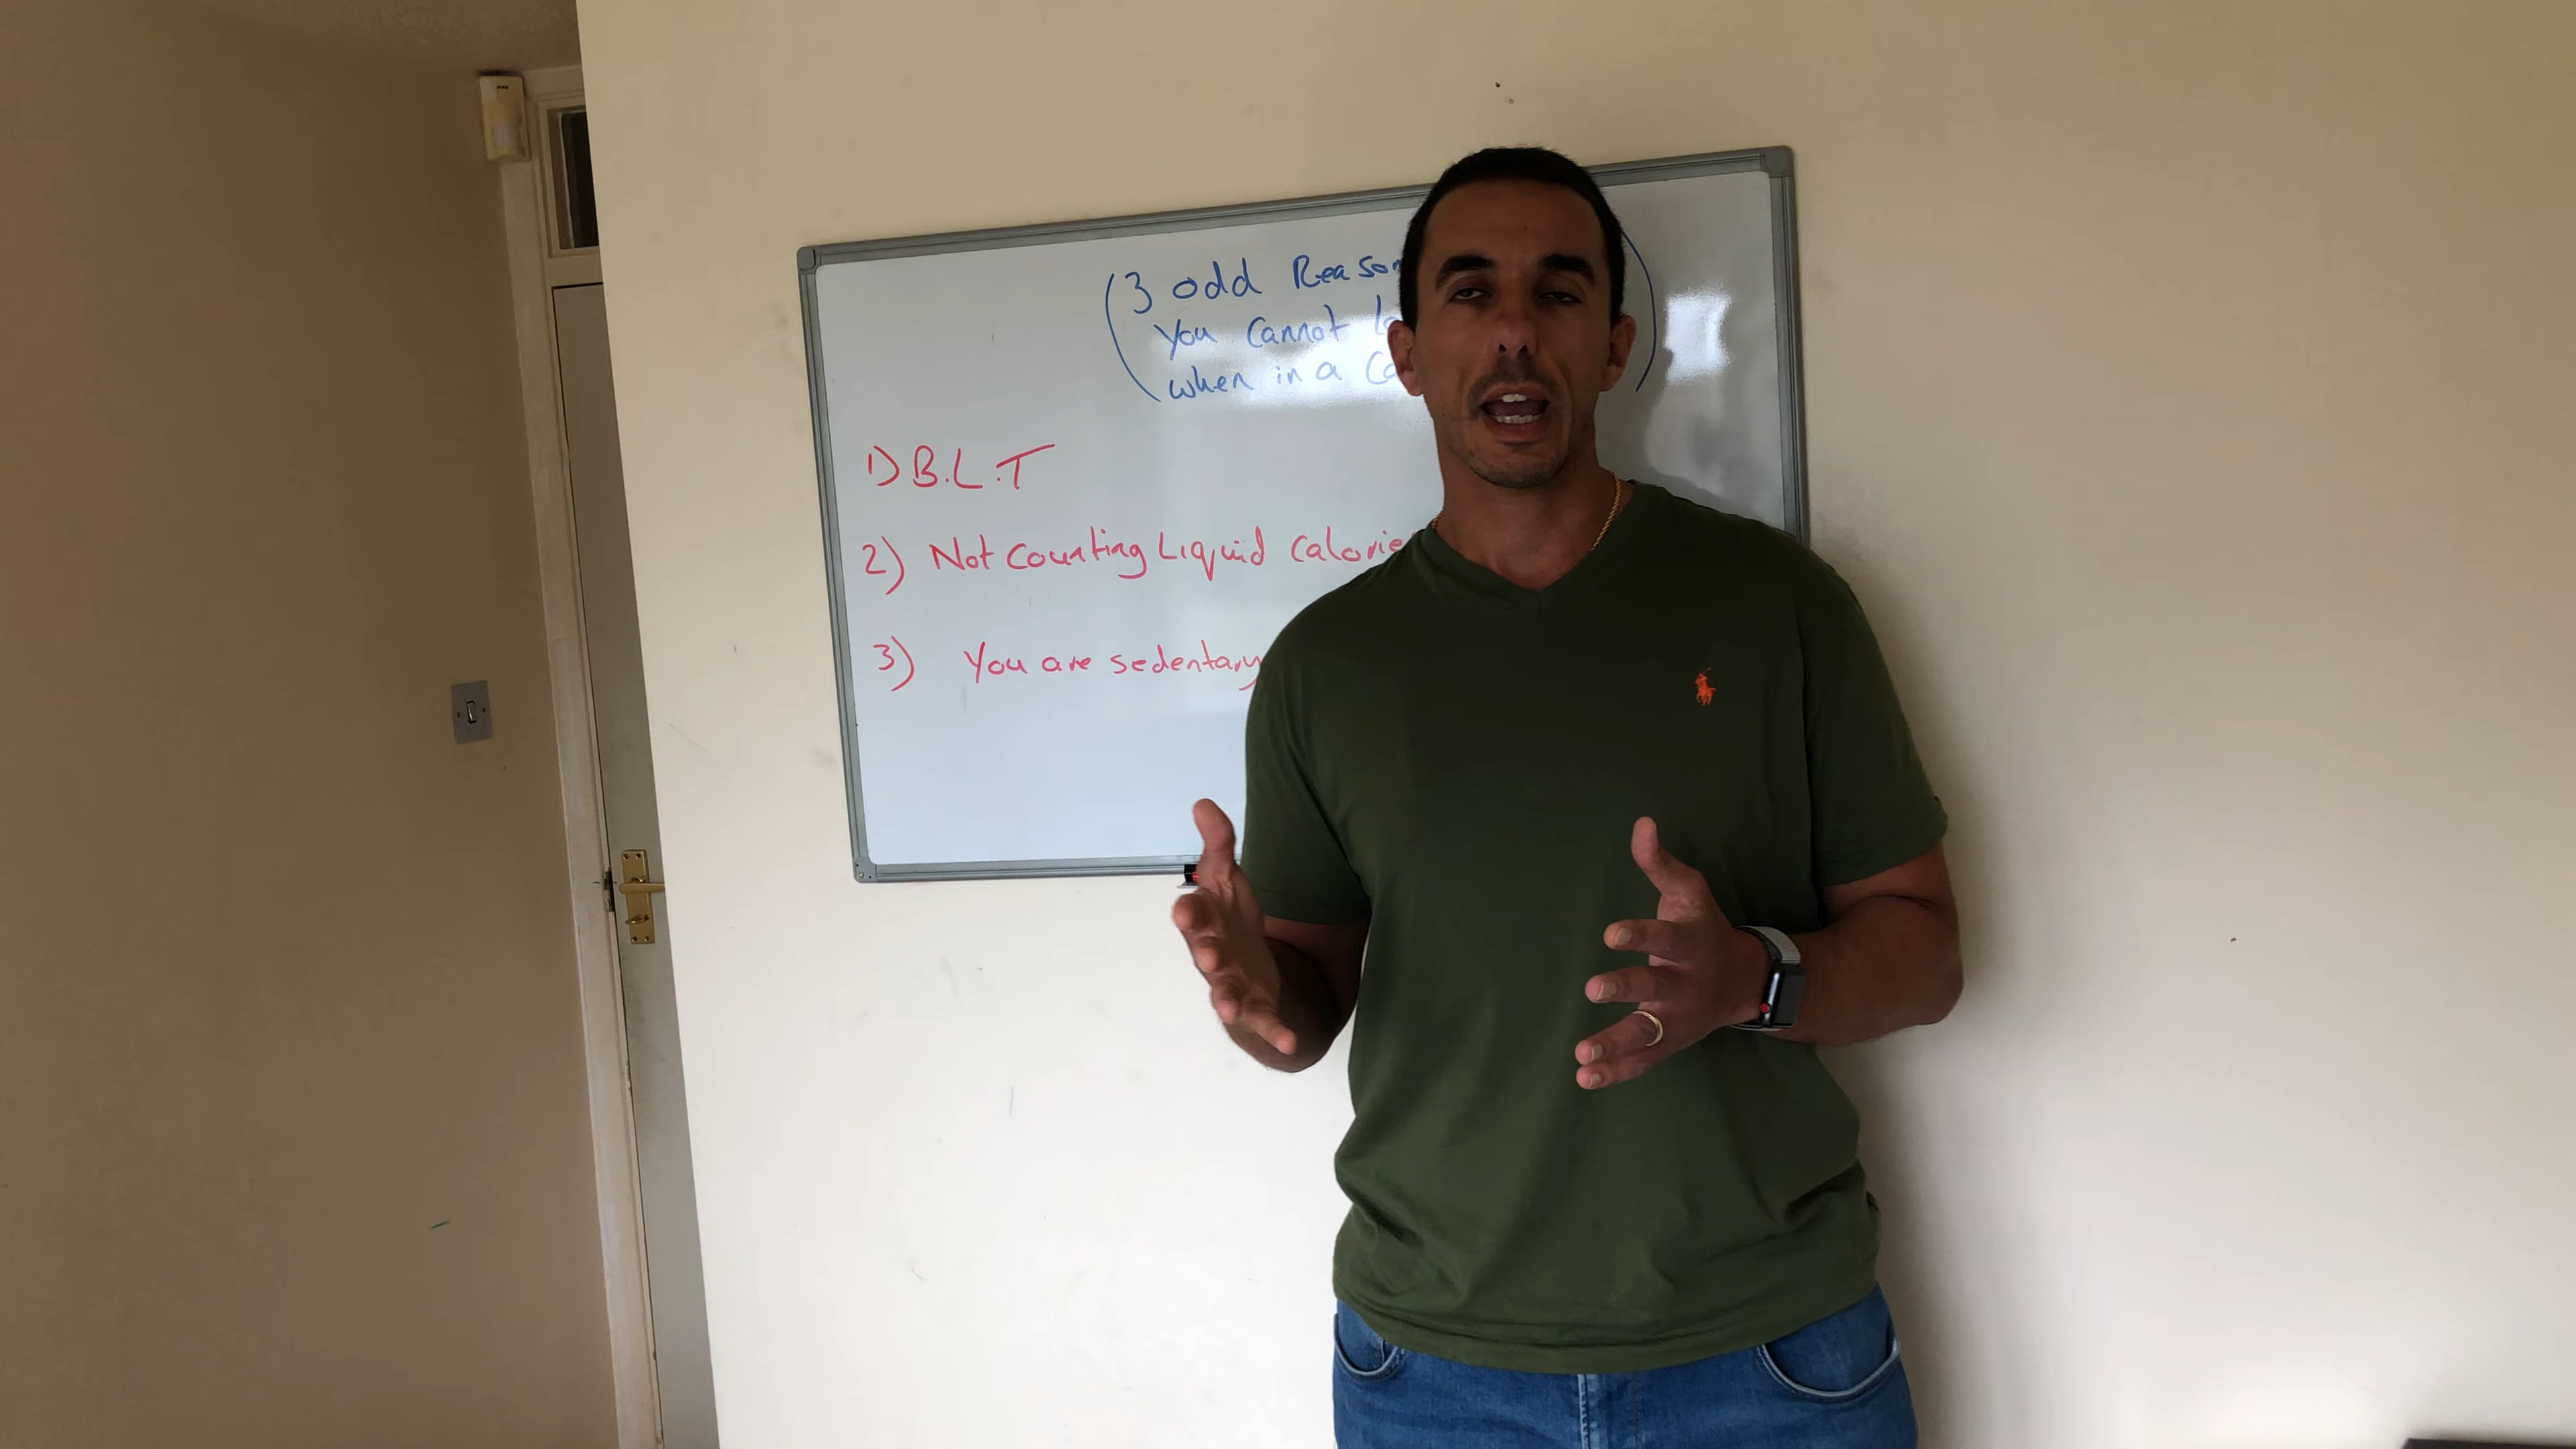 (3 odd Reason
You Cannot
when in a
1) B.L.T
2) Not Counting Liquid Calorie
3) You are sedentary